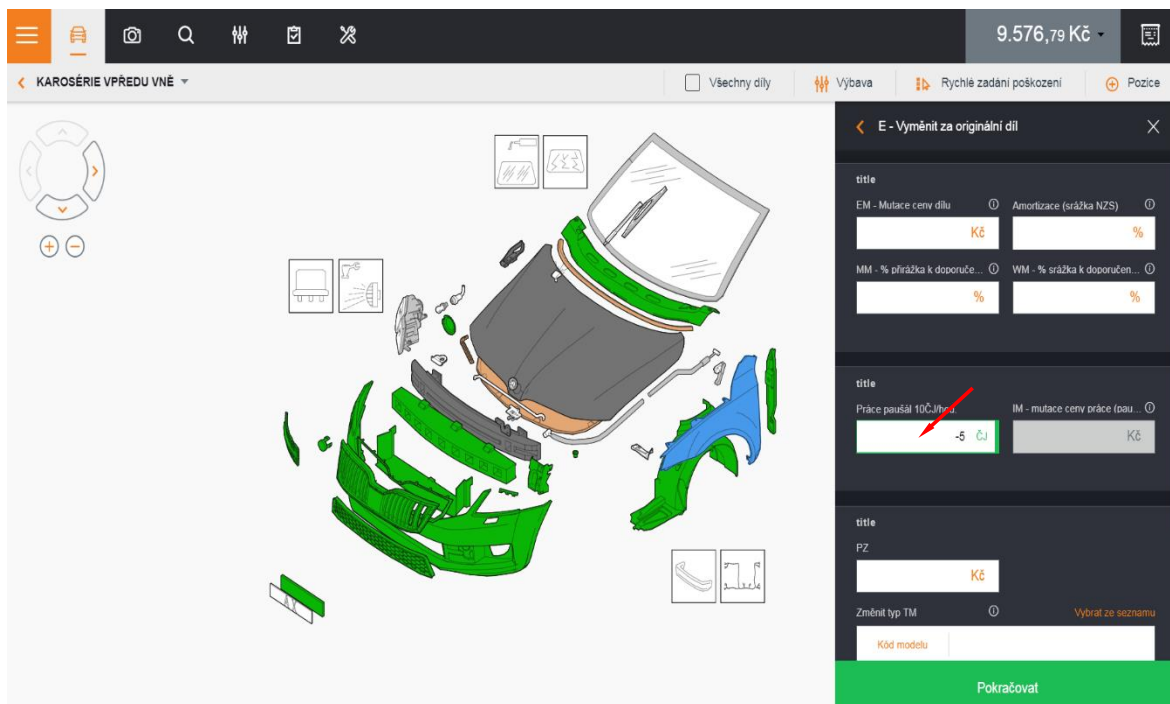 9.576,79 Kč
KAROSÉRIE VPŘEDU VNĚ
Všechny díly
Výbava
Rychlé zadání poškození
Pozice
E - Vyměnit za originální díl
title
EM - Mutace ceny dílu
Amortizace (srážka NZS)
Kč
%
MM - % přirážka k doporuče...
WM - % srážka k doporučen...
%
%
title
Práce paušál 10ČJ/hod.
IM - mutace ceny práce (pau...
-5 ČJ
Kč
title
PZ
Kč
Změnit typ TM
Vybrat ze seznamu
Kód modelu
Pokračovat